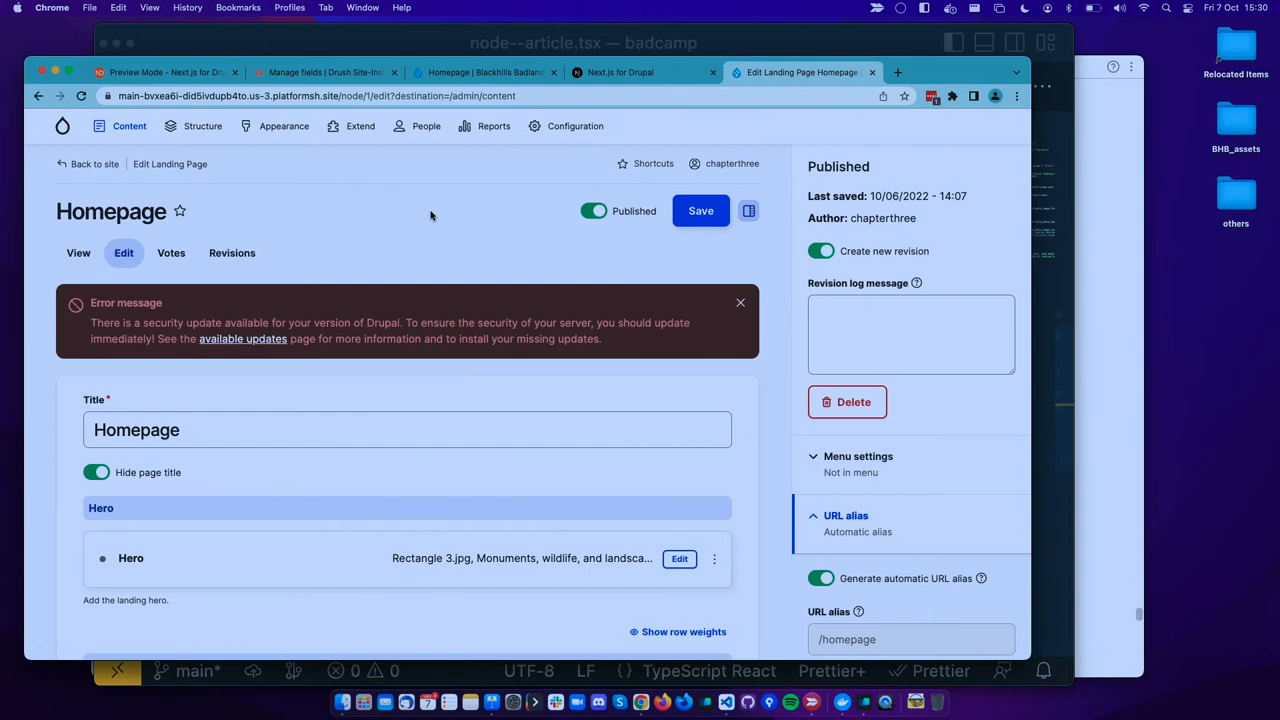 Chrome File Edit View History Bookmarks Profiles Tab Window Help
Fri 7 Oct 15:30
node--article.tsx — badcamp
Preview Mode - Next.js for Dru
Manage fields | Drush Site-Inst
Homepage | Blackhills Badland
Next.js for Drupal
Edit Landing Page Homepage |
main-bvxea6i-did5ivdupb4to.us-3.platformsh.site/node/1/edit?destination=/admin/content
1
Content Structure Appearance Extend People Reports Configuration
Back to site Edit Landing Page
Shortcuts chapterthree
Homepage
Published
Save
View Edit Votes Revisions
Error message
There is a security update available for your version of Drupal. To ensure the security of your server, you should update
immediately! See the available updates page for more information and to install your missing updates.
Title*
Homepage
Hide page title
Hero
Hero
Rectangle 3.jpg, Monuments, wildlife, and landsca...
Edit
Add the landing hero.
Show row weights
Published
Last saved: 10/06/2022 - 14:07
Author: chapterthree
Create new revision
Revision log message
Delete
Menu settings
Not in menu
URL alias
Automatic alias
Generate automatic URL alias
URL alias
/homepage
Relocated Items
BHB_assets
others
main* 0 0 UTF-8 LF {} TypeScript React Prettier+ Prettier